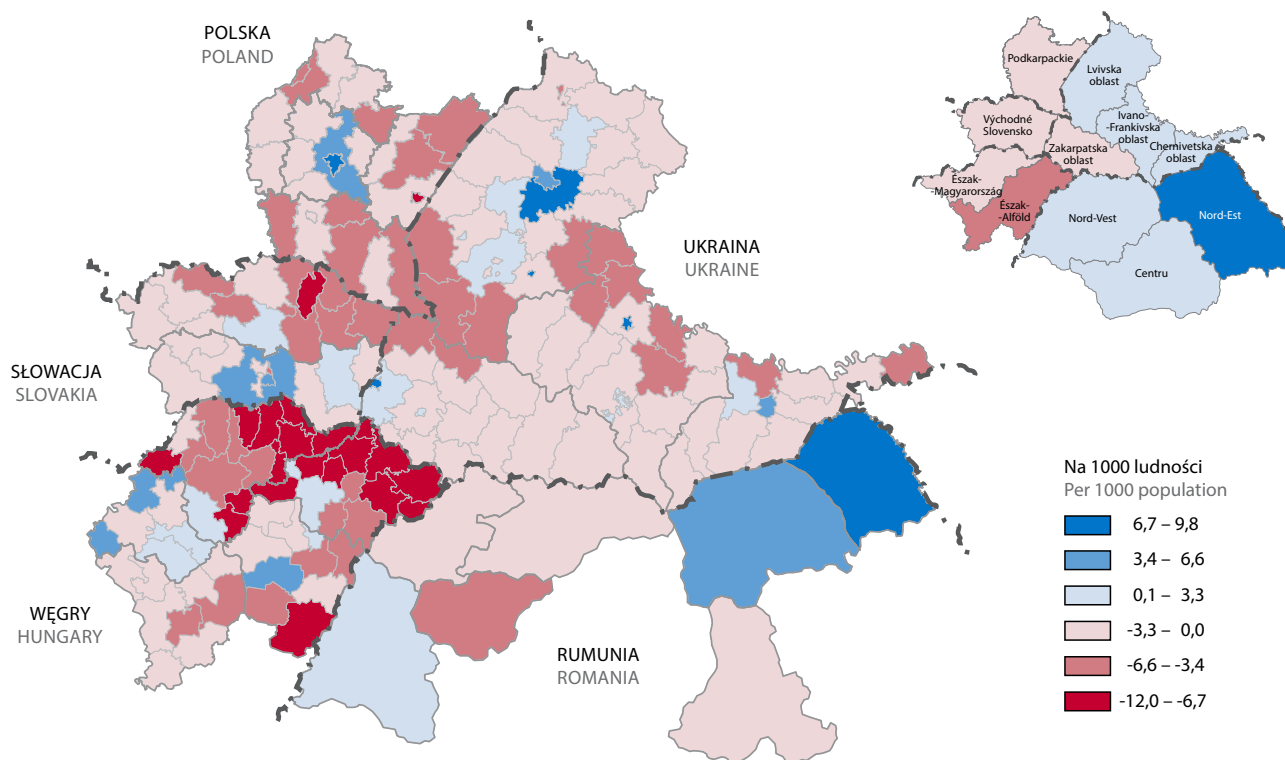 POLSKA
POLAND
UKRAINA
UKRAINE
SŁOWACJA
SLOVAKIA
WĘGRY
HUNGARY
RUMUNIA
ROMANIA
Podkarpackie
Lvivska
oblast
Východné
Slovensko
Ivano-
-Frankivska
oblast
Chernivetska
oblast
Zakarpatska
oblast
Észak-
-Magyarország
Észak-
-Alföld
Nord-Vest
Nord-Est
Centru
Na 1000 ludności
Per 1000 population
6,7 – 9,8
3,4 – 6,6
0,1 – 3,3
-3,3 – 0,0
-6,6 – -3,4
-12,0 – -6,7